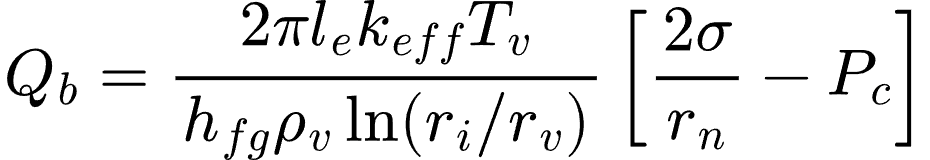 Q_b = \frac{2\pi l_e k_{eff} T_v}{h_{fg} \rho_v \ln(r_i/r_v)} \left[ \frac{2\sigma}{r_n} - P_c \right]